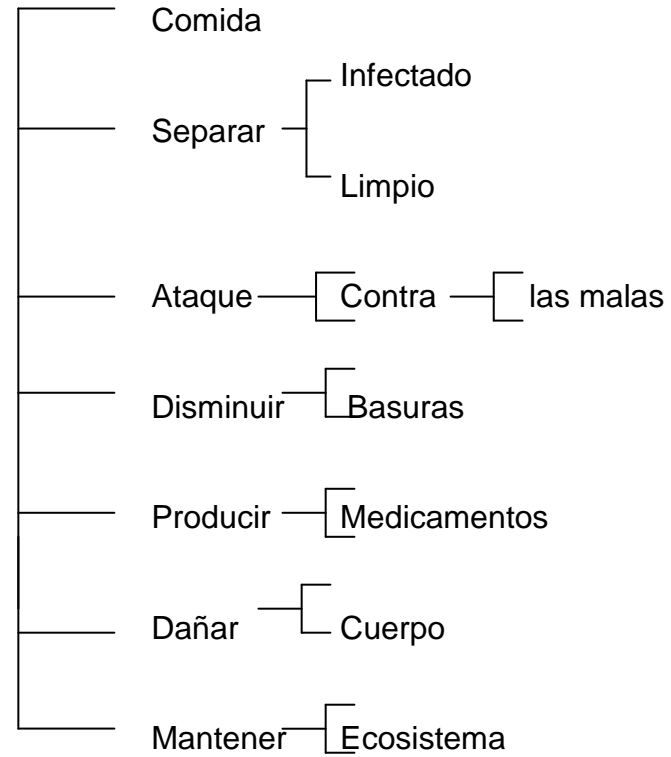 Comida
Infectado
Separar
Limpio
Ataque Contra las malas
Disminuir Basuras
Producir Medicamentos
Dañar Cuerpo
Mantener Ecosistema